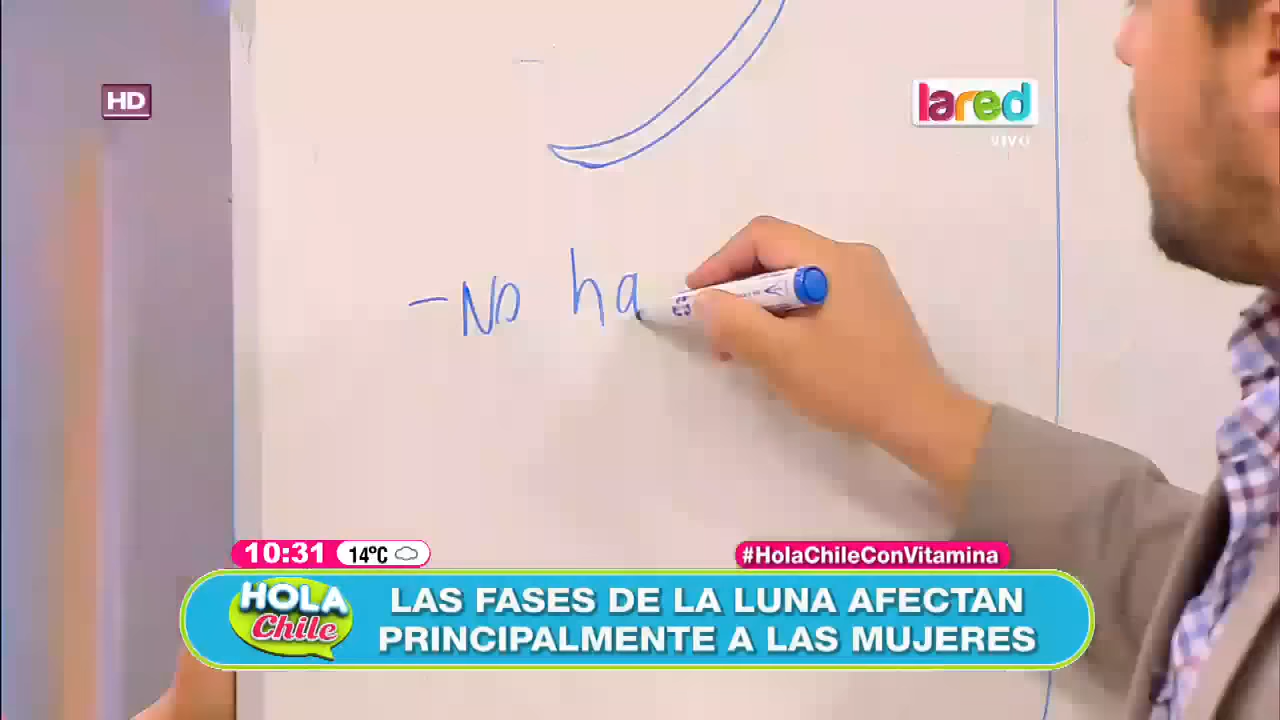 HD
lared
VIVO
- No ha
10:31 14°C
#HolaChileConVitamina
HOLA
Chile
LAS FASES DE LA LUNA AFECTAN
PRINCIPALMENTE A LAS MUJERES